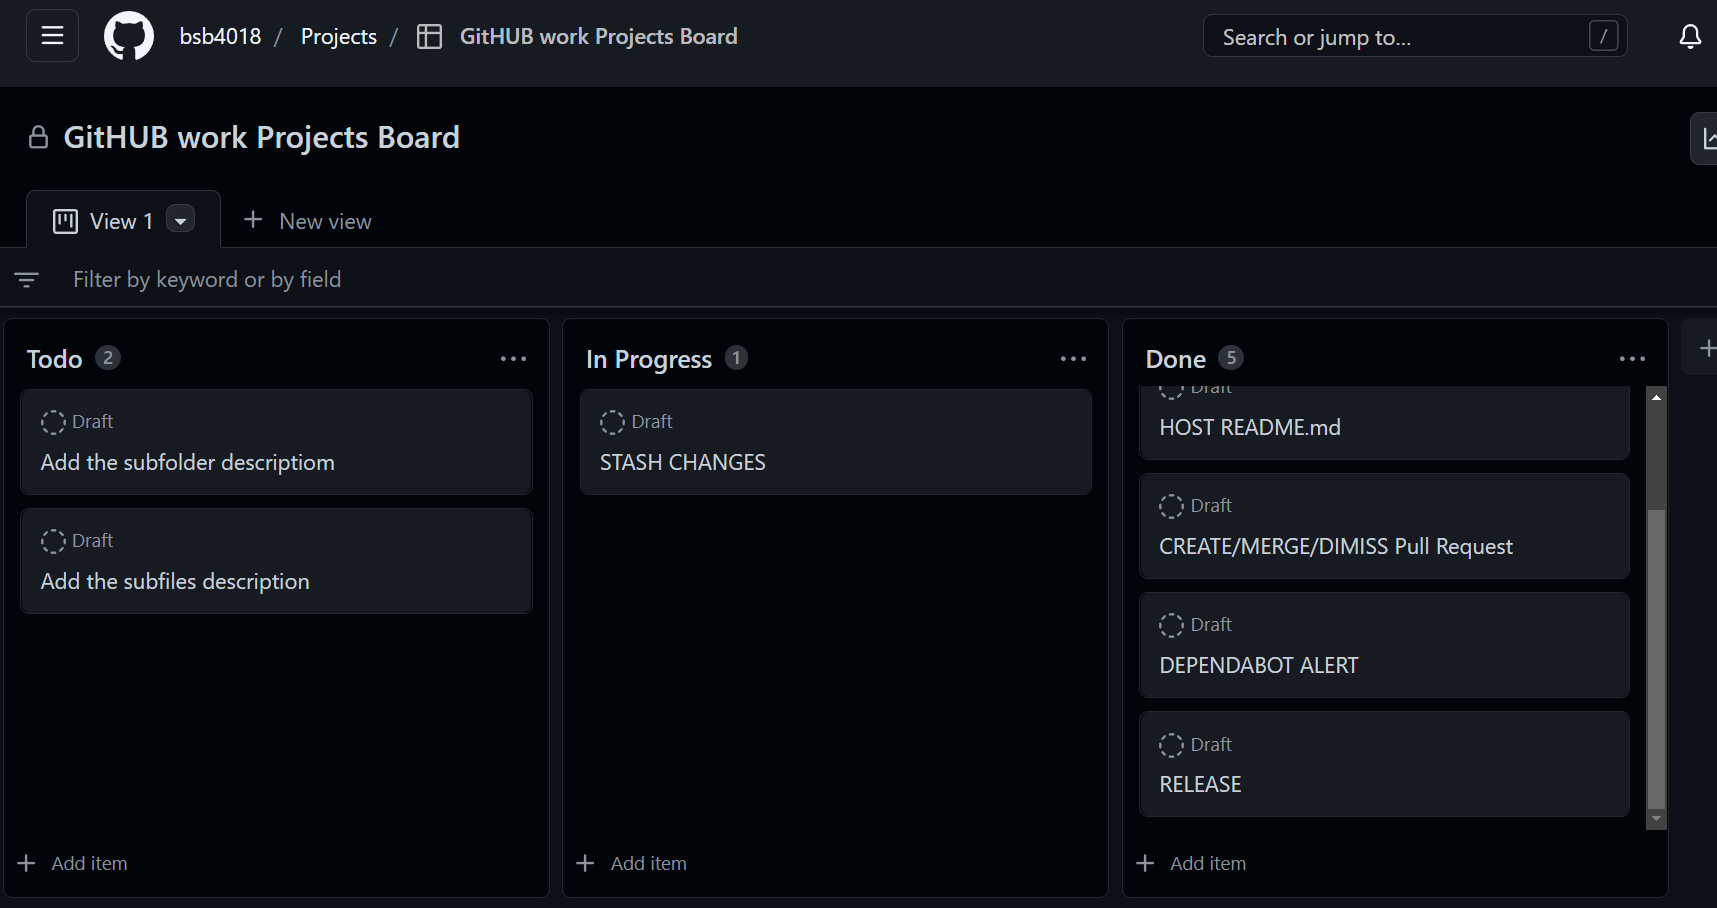 bsb4018 / Projects / GitHUB work Projects Board
Search or jump to... /
GitHUB work Projects Board
View 1
New view
Filter by keyword or by field
Todo 2
Draft
Add the subfolder descriptiom
Draft
Add the subfiles description
Add item
In Progress 1
Draft
STASH CHANGES
Add item
Done 5
Draft
HOST README.md
Draft
CREATE/MERGE/DIMISS Pull Request
Draft
DEPENDABOT ALERT
Draft
RELEASE
Add item